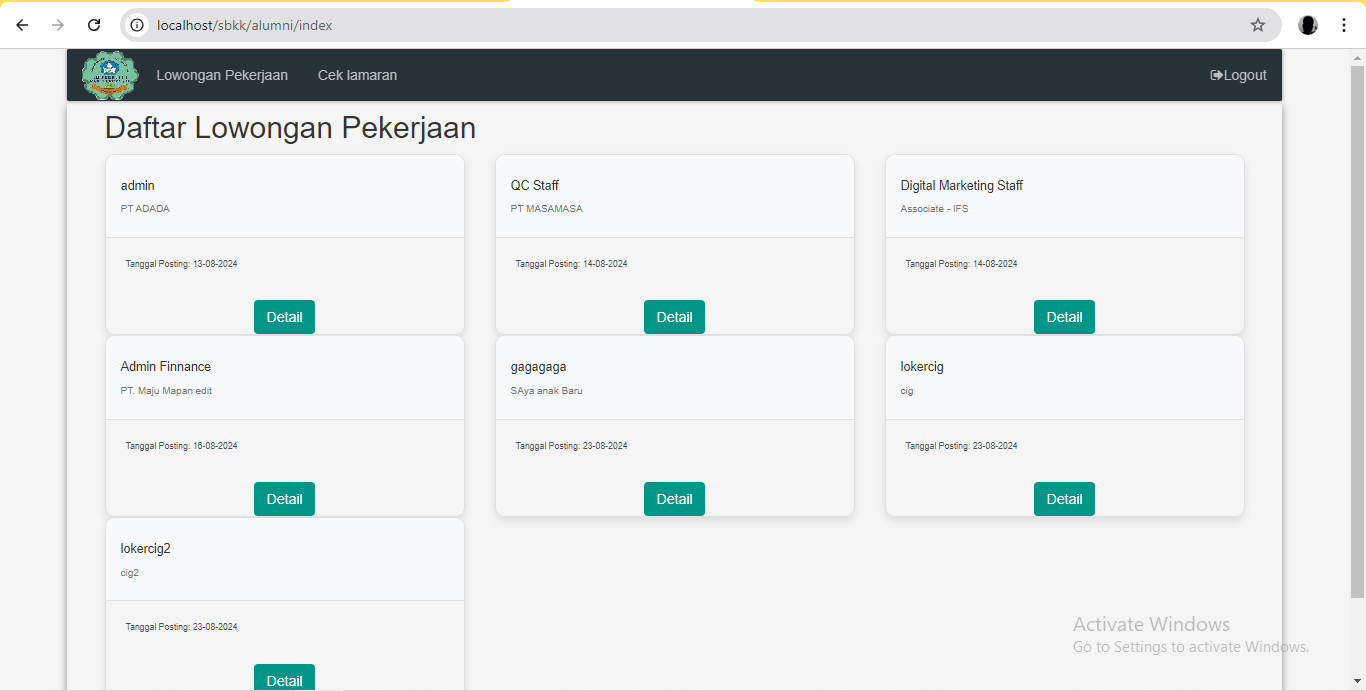 localhost/sbkk/alumni/index
Lowongan Pekerjaan Cek lamaran Logout
Daftar Lowongan Pekerjaan
admin
PT ADADA
Tanggal Posting: 13-08-2024
Detail
QC Staff
PT MASAMASA
Tanggal Posting: 14-08-2024
Detail
Digital Marketing Staff
Associate - IFS
Tanggal Posting: 14-08-2024
Detail
Admin Finnance
PT. Maju Mapan edit
Tanggal Posting: 16-08-2024
Detail
gagagaga
SAya anak Baru
Tanggal Posting: 23-08-2024
Detail
lokercig
cig
Tanggal Posting: 23-08-2024
Detail
lokercig2
cig2
Tanggal Posting: 23-08-2024
Detail
Activate Windows
Go to Settings to activate Windows.